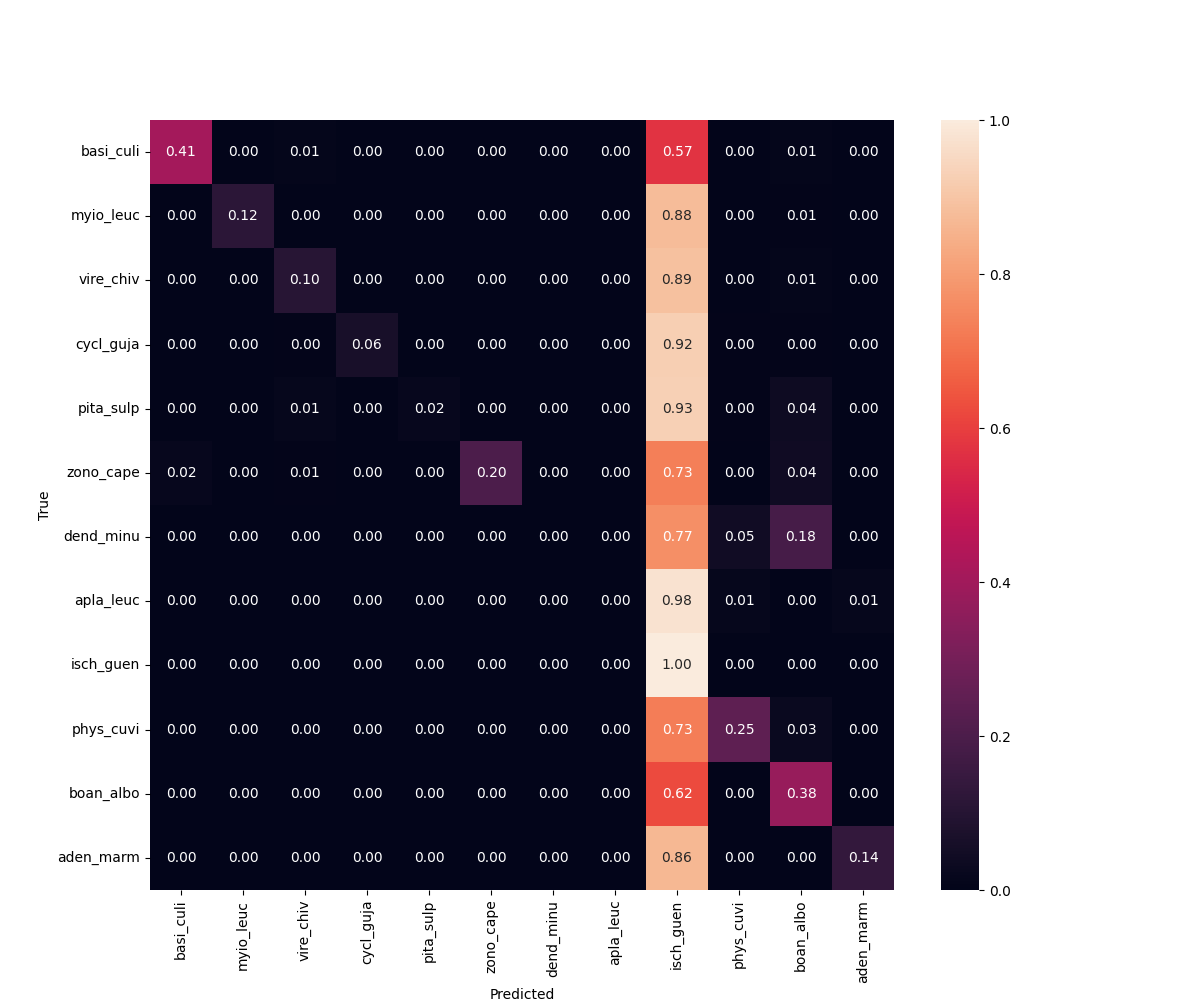 basi_culi 0.41 0.00 0.01 0.00 0.00 0.00 0.00 0.00 0.57 0.00 0.01 0.00
myio_leuc 0.00 0.12 0.00 0.00 0.00 0.00 0.00 0.00 0.88 0.00 0.01 0.00
vire_chiv 0.00 0.00 0.10 0.00 0.00 0.00 0.00 0.00 0.89 0.00 0.01 0.00
cycl_guja 0.00 0.00 0.00 0.06 0.00 0.00 0.00 0.00 0.92 0.00 0.00 0.00
pita_sulp 0.00 0.00 0.01 0.00 0.02 0.00 0.00 0.00 0.93 0.00 0.04 0.00
zono_cape 0.02 0.00 0.01 0.00 0.00 0.20 0.00 0.00 0.73 0.00 0.04 0.00
dend_minu 0.00 0.00 0.00 0.00 0.00 0.00 0.00 0.00 0.77 0.05 0.18 0.00
apla_leuc 0.00 0.00 0.00 0.00 0.00 0.00 0.00 0.00 0.98 0.01 0.00 0.01
isch_guen 0.00 0.00 0.00 0.00 0.00 0.00 0.00 0.00 1.00 0.00 0.00 0.00
phys_cuvi 0.00 0.00 0.00 0.00 0.00 0.00 0.00 0.00 0.73 0.25 0.03 0.00
boan_albo 0.00 0.00 0.00 0.00 0.00 0.00 0.00 0.00 0.62 0.00 0.38 0.00
aden_marm 0.00 0.00 0.00 0.00 0.00 0.00 0.00 0.00 0.86 0.00 0.00 0.14
True
basi_culi myio_leuc vire_chiv cycl_guja pita_sulp zono_cape dend_minu apla_leuc isch_guen phys_cuvi boan_albo aden_marm
Predicted
1.0
0.8
0.6
0.4
0.2
0.0